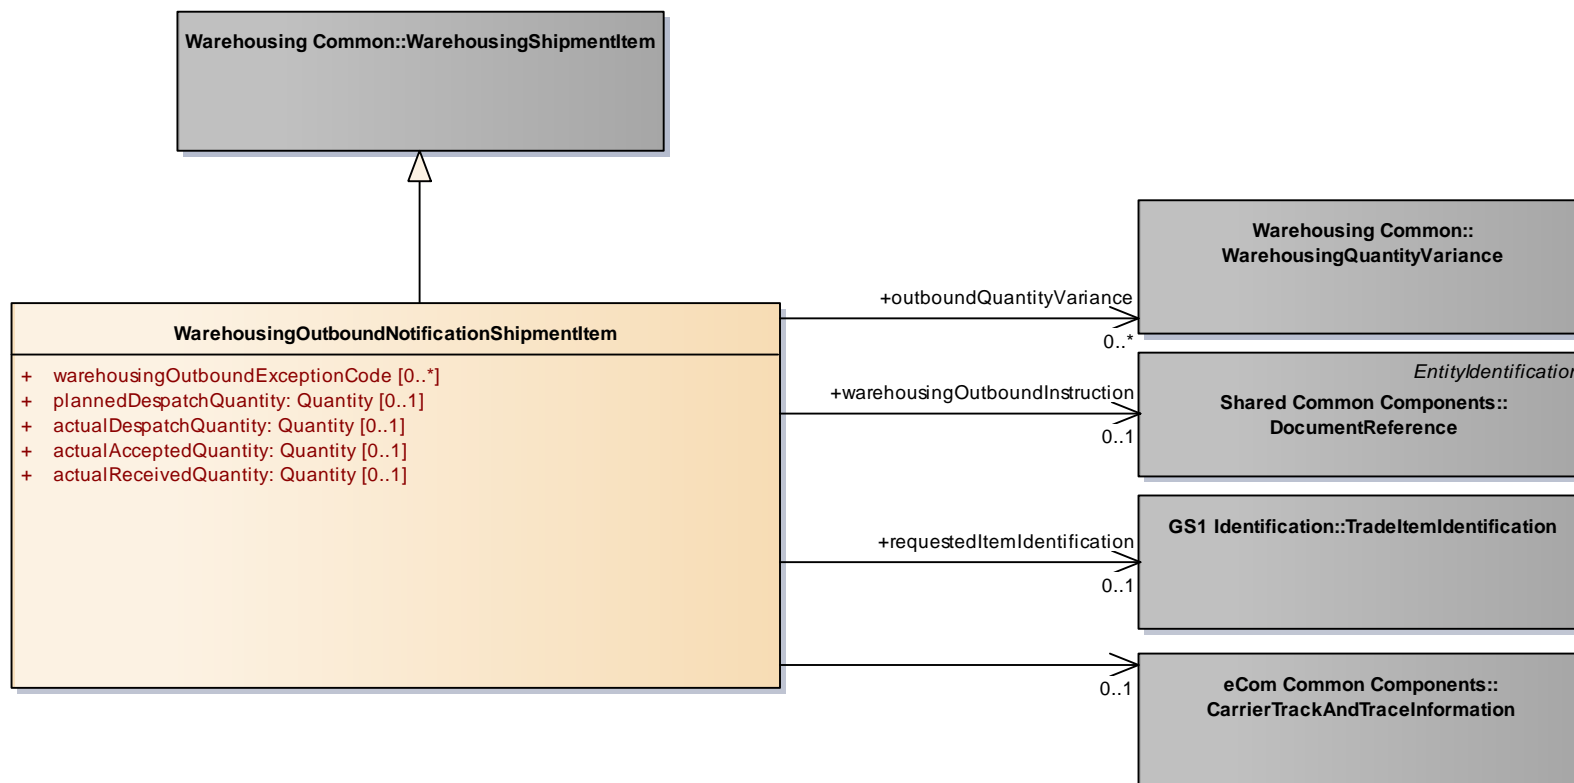 Warehousing Common::WarehousingShipmentItem
WarehousingOutboundNotificationShipmentItem
+ warehousingOutboundExceptionCode [0..*]
+ plannedDespatchQuantity: Quantity [0..1]
+ actualDespatchQuantity: Quantity [0..1]
+ actualAcceptedQuantity: Quantity [0..1]
+ actualReceivedQuantity: Quantity [0..1]
+outboundQuantityVariance
0..*
Warehousing Common::
WarehousingQuantityVariance
+warehousingOutboundInstruction
0..1
EntityIdentification
Shared Common Components::
DocumentReference
+requestedItemIdentification
0..1
GS1 Identification::TradeItemIdentification
0..1
eCom Common Components::
CarrierTrackAndTraceInformation